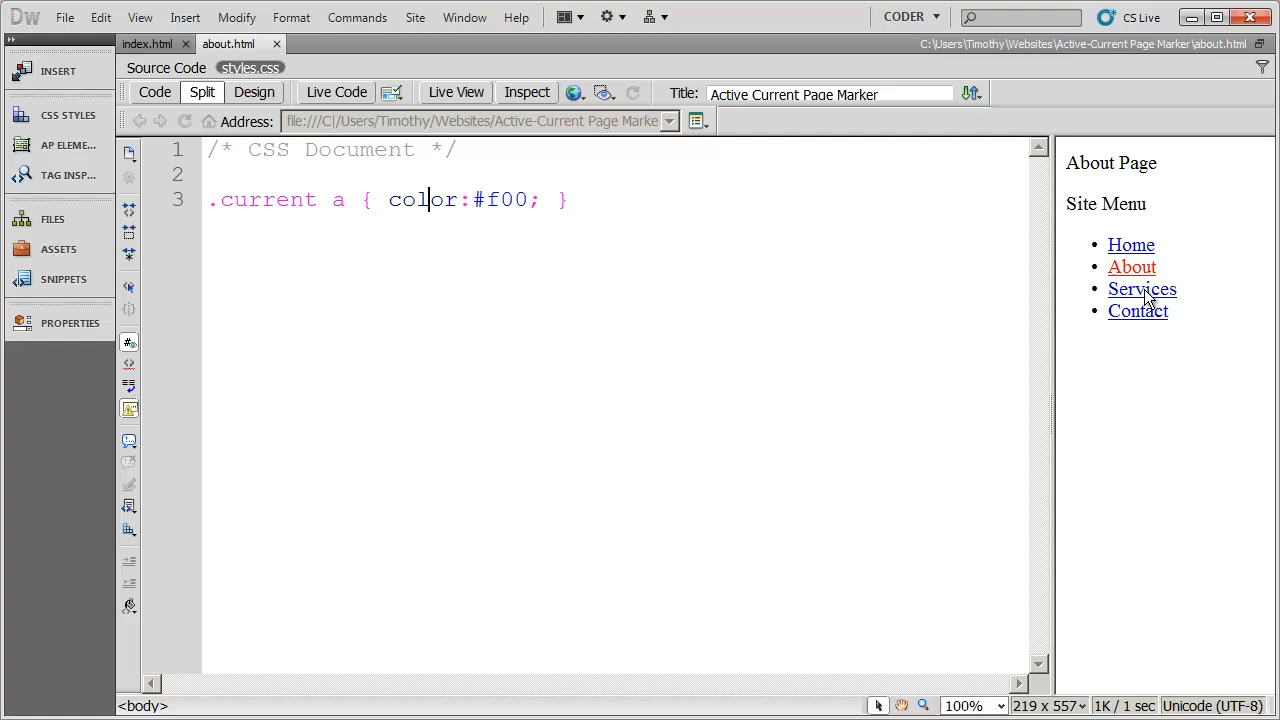 Dw File Edit View Insert Modify Format Commands Site Window Help CODER CS Live
index.html about.html C:\Users\Timothy\Websites\Active-Current Page Marker\about.html
Source Code styles.css
Code Split Design Live Code Live View Inspect Title: Active Current Page Marker
Address: file:///C|/Users/Timothy/Websites/Active-Current Page Marke
INSERT
CSS STYLES
AP ELEME...
TAG INSP...
FILES
ASSETS
SNIPPETS
PROPERTIES
1 /* CSS Document */
2
3 .current a { color:#f00; }
About Page
Site Menu
• Home
• About
• Services
• Contact
<body> 100% 219 x 557 1K / 1 sec Unicode (UTF-8)